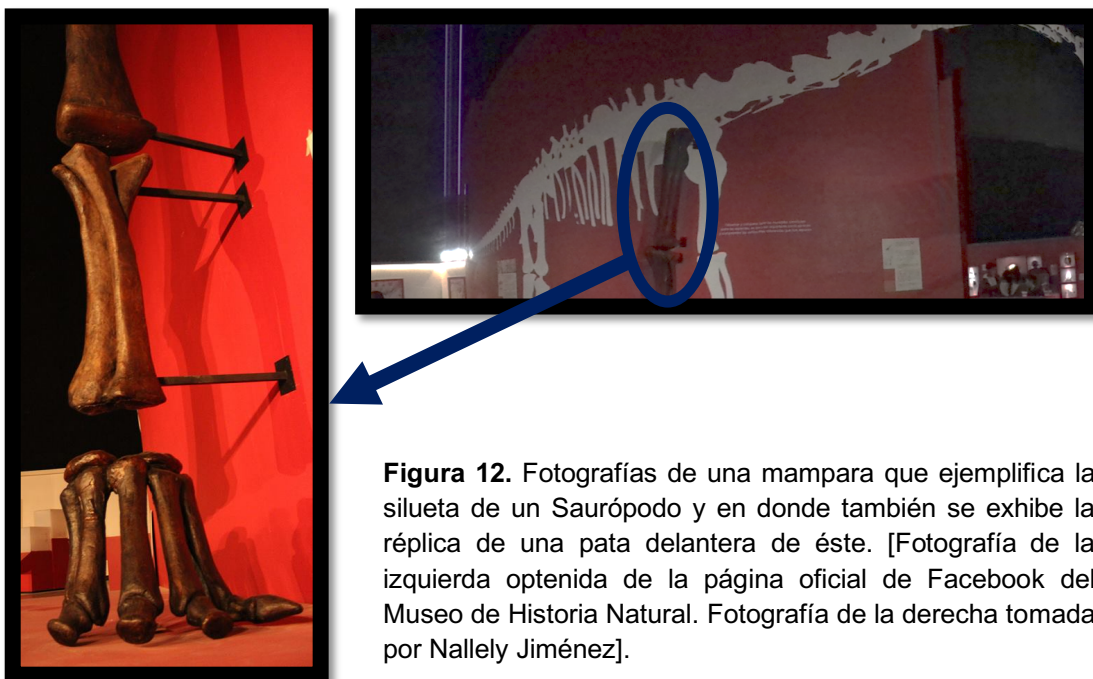 Figura 12. Fotografías de una mampara que ejemplifica la
silueta de un Saurópodo y en donde también se exhibe la
réplica de una pata delantera de éste. [Fotografía de la
izquierda optenida de la página oficial de Facebook del
Museo de Historia Natural. Fotografía de la derecha tomada
por Nallely Jiménez].